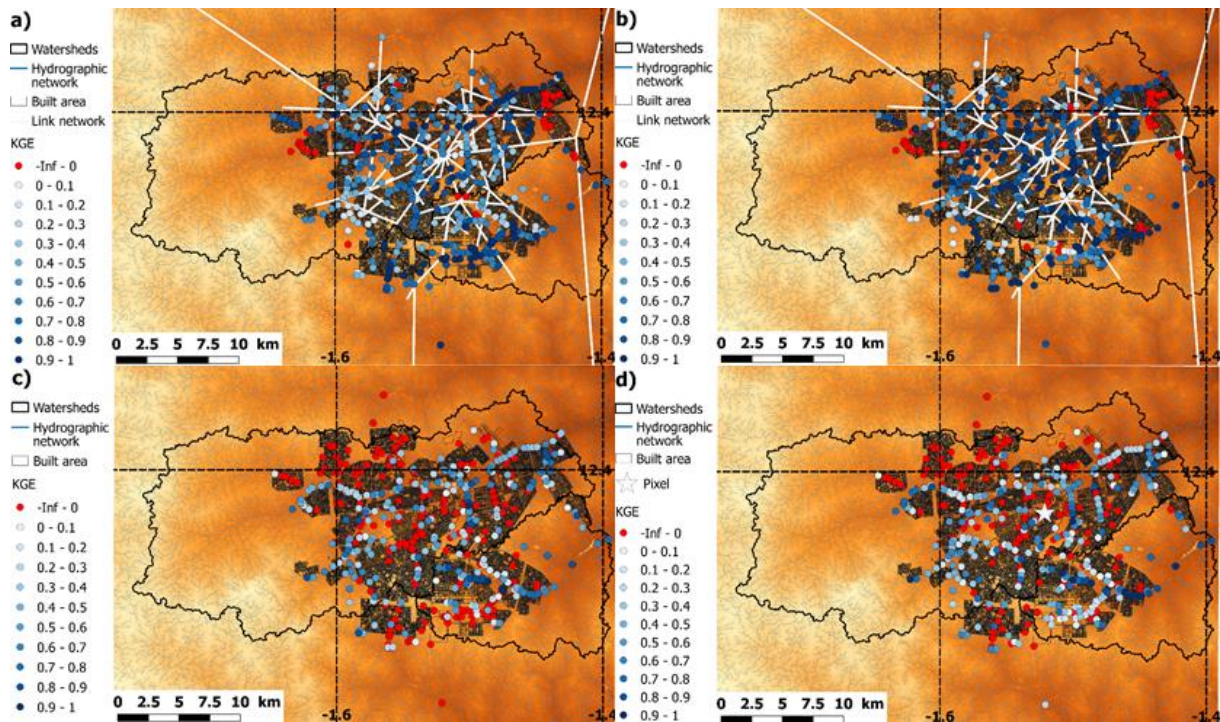 a)
Watersheds
Hydrographic
network
Built area
Link network
KGE
-Inf - 0
0 - 0.1
0.1 - 0.2
0.2 - 0.3
0.3 - 0.4
0.4 - 0.5
0.5 - 0.6
0.6 - 0.7
0.7 - 0.8
0.8 - 0.9
0.9 - 1
0 2.5 5 7.5 10 km
-1.6
-1.4
12.4
b)
Watersheds
Hydrographic
network
Built area
Link network
KGE
-Inf - 0
0 - 0.1
0.1 - 0.2
0.2 - 0.3
0.3 - 0.4
0.4 - 0.5
0.5 - 0.6
0.6 - 0.7
0.7 - 0.8
0.8 - 0.9
0.9 - 1
0 2.5 5 7.5 10 km
-1.6
-1.4
12.4
c)
Watersheds
Hydrographic
network
Built area
KGE
-Inf - 0
0 - 0.1
0.1 - 0.2
0.2 - 0.3
0.3 - 0.4
0.4 - 0.5
0.5 - 0.6
0.6 - 0.7
0.7 - 0.8
0.8 - 0.9
0.9 - 1
0 2.5 5 7.5 10 km
-1.6
-1.4
12.4
d)
Watersheds
Hydrographic
network
Built area
Pixel
KGE
-Inf - 0
0 - 0.1
0.1 - 0.2
0.2 - 0.3
0.3 - 0.4
0.4 - 0.5
0.5 - 0.6
0.6 - 0.7
0.7 - 0.8
0.8 - 0.9
0.9 - 1
0 2.5 5 7.5 10 km
-1.6
-1.4
12.4